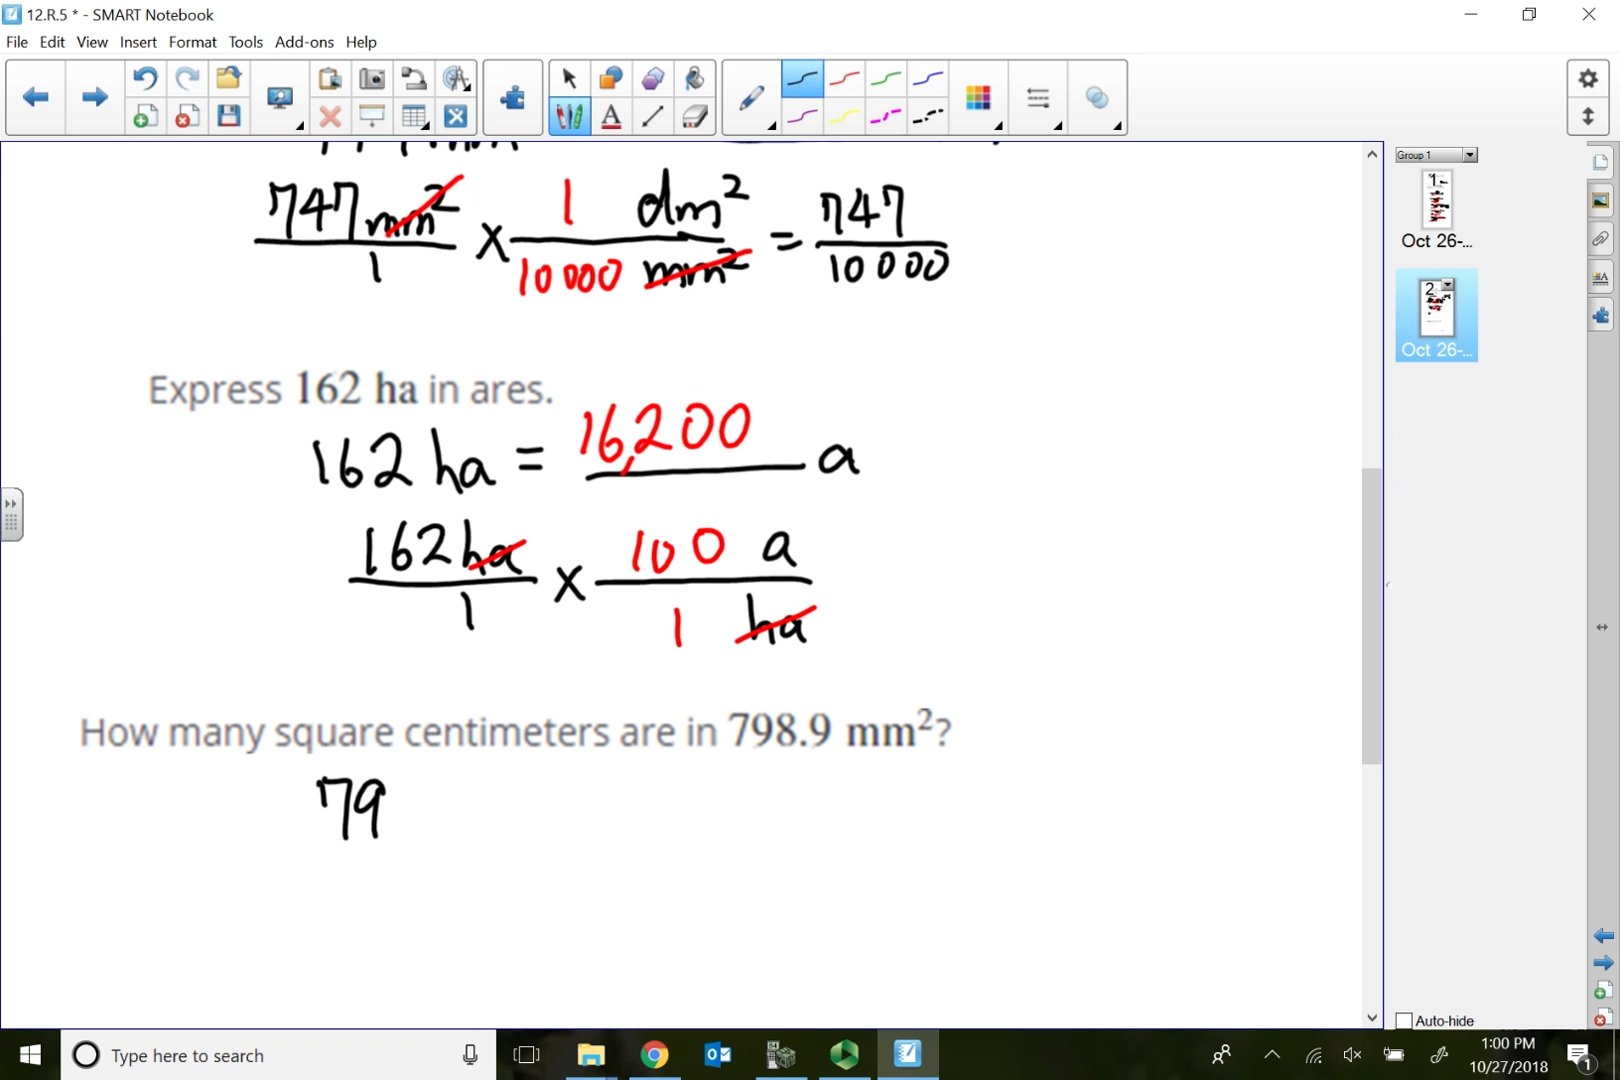 12.R.5 * - SMART Notebook
File Edit View Insert Format Tools Add-ons Help
Group 1
1
Oct 26-...
2
Oct 26-...
747 mm² / 1 × 1 dm² / 10 000 mm² = 747 / 10 000
Express 162 ha in ares.
162 ha = 16,200 a
162 ha / 1 × 100 a / 1 ha
How many square centimeters are in 798.9 mm²?
79
Auto-hide
Type here to search
1:00 PM
10/27/2018
1